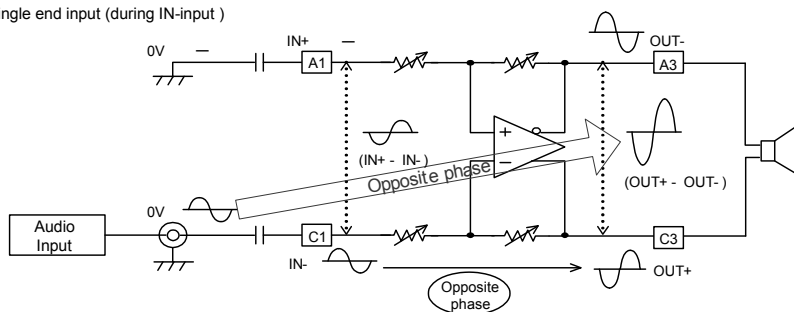 ngle end input (during IN-input )
0V
—
IN+
A1
—
OUT-
A3
+
−
(IN+ - IN- )
Opposite phase
(OUT+ - OUT- )
Audio
Input
0V
C1
IN-
C3
OUT+
Opposite
phase